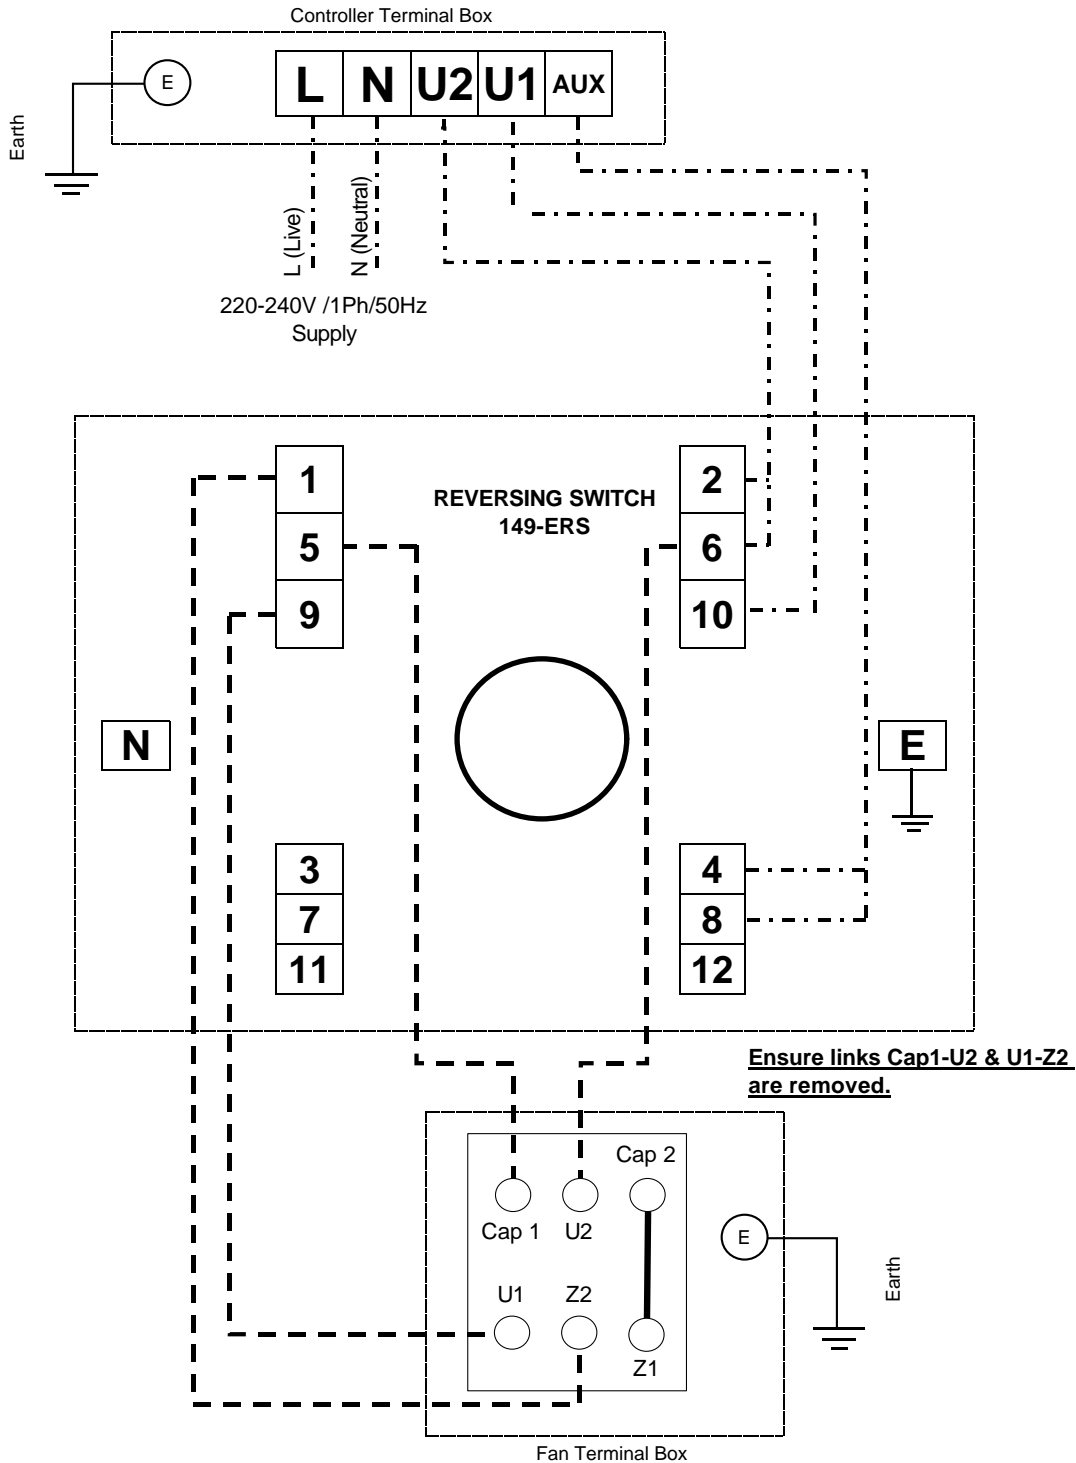 Controller Terminal Box
E
L N U2 U1 AUX
Earth
L (Live)
N (Neutral)
220-240V /1Ph/50Hz
Supply
1
5
9
REVERSING SWITCH
149-ERS
2
6
10
N
E
3
7
11
4
8
12
Ensure links Cap1-U2 & U1-Z2
are removed.
Cap 2
Cap 1 U2
U1 Z2
Z1
E
Earth
Fan Terminal Box